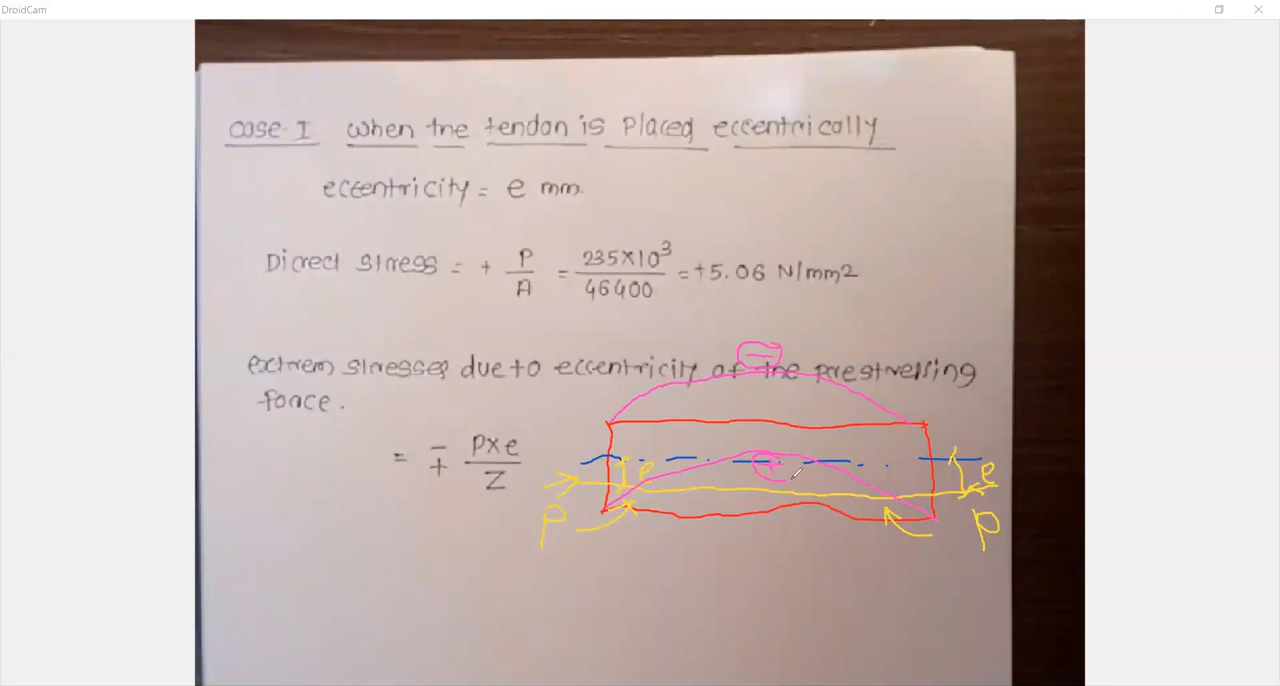 DroidCam
case-I when the tendon is placed eccentrically
eccentricity = e mm.
Direct stress = + P/A = 235×10³/46400 = +5.06 N/mm2
extrem stresses due to eccentricity of the prestressing
force.
= ∓ P×e/Z
−
+
e e
P P